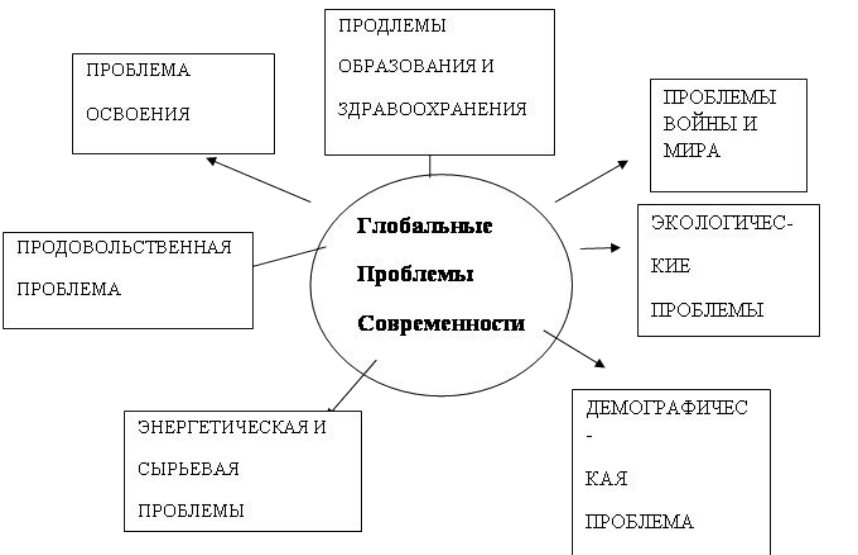 ПРОДЛЕМЫ
ОБРАЗОВАНИЯ И
ЗДРАВООХРАНЕНИЯ
ПРОБЛЕМА
ОСВОЕНИЯ
ПРОБЛЕМЫ
ВОЙНЫ И
МИРА
Глобальные
Проблемы
Современности
ЭКОЛОГИЧЕС-
КИЕ
ПРОБЛЕМЫ
ПРОДОВОЛЬСТВЕННАЯ
ПРОБЛЕМА
ЭНЕРГЕТИЧЕСКАЯ И
СЫРЬЕВАЯ
ПРОБЛЕМЫ
ДЕМОГРАФИЧЕС
-
КАЯ
ПРОБЛЕМА